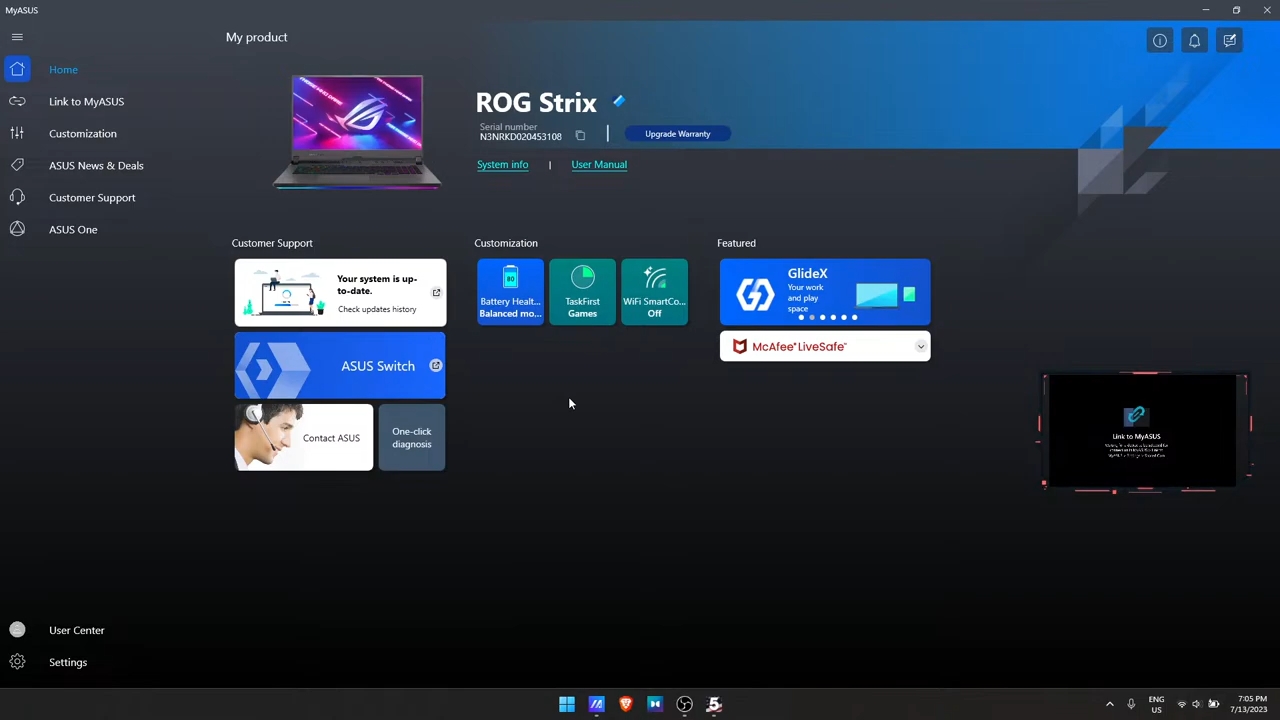 MyASUS
My product
Home
Link to MyASUS
Customization
ASUS News & Deals
Customer Support
ASUS One
ROG Strix
Serial number
N3NRKD020453108
Upgrade Warranty
System info | User Manual
Customer Support
Your system is up-
to-date.
Check updates history
ASUS Switch
Contact ASUS
One-click
diagnosis
Customization
80
Battery Healt...
Balanced mo...
TaskFirst
Games
WiFi SmartCo...
Off
Featured
GlideX
Your work
and play
space
McAfee LiveSafe™
Link to MyASUS
User Center
Settings
ENG
US
7:05 PM
7/13/2023